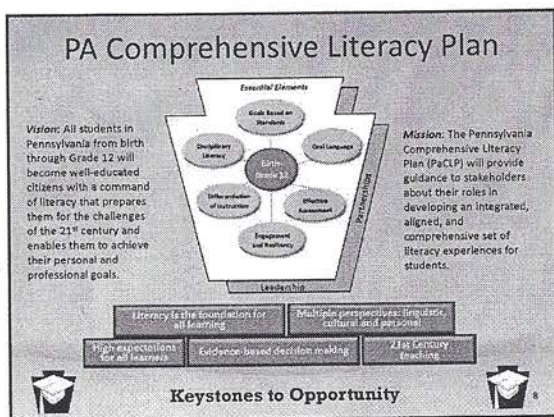 PA Comprehensive Literacy Plan
Essential Elements
Goals Based on
Standards
Disciplinary
Literacy
Oral Language
Birth-
Grade 12
Differentiation
of Instruction
Effective
Assessment
Engagement
and Resiliency
Partnerships
Leadership
Vision: All students in
Pennsylvania from birth
through Grade 12 will
become well-educated
citizens with a command
of literacy that prepares
them for the challenges
of the 21st century and
enables them to achieve
their personal and
professional goals.
Mission: The Pennsylvania
Comprehensive Literacy
Plan (PaCLP) will provide
guidance to stakeholders
about their roles in
developing an integrated,
aligned, and
comprehensive set of
literacy experiences for
students.
Literacy is the foundation for
all learning
Multiple perspectives: linguistic,
cultural and personal
High expectations
for all learners
Evidence-based decision making
21st Century
teaching
Keystones to Opportunity
8